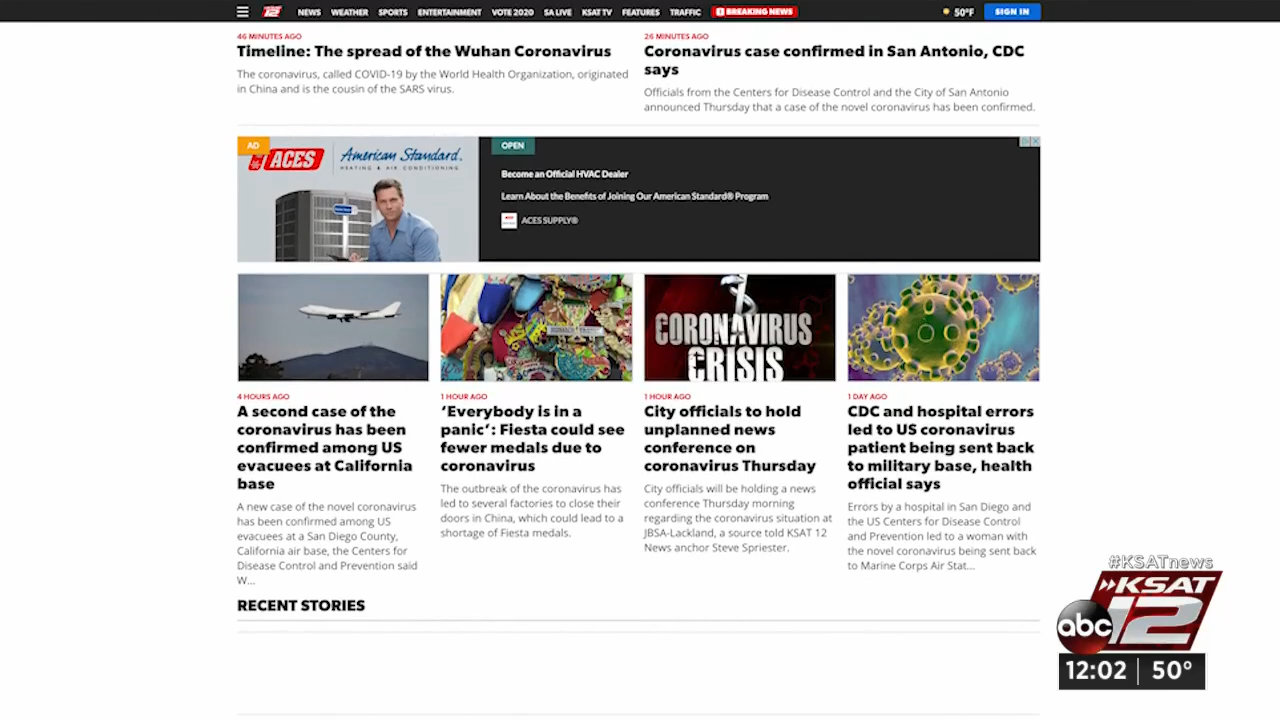 12
NEWS WEATHER SPORTS ENTERTAINMENT VOTE 2020 SA LIVE KSAT TV FEATURES TRAFFIC BREAKING NEWS 50°F SIGN IN
46 MINUTES AGO
Timeline: The spread of the Wuhan Coronavirus
The coronavirus, called COVID-19 by the World Health Organization, originated
in China and is the cousin of the SARS virus.
26 MINUTES AGO
Coronavirus case confirmed in San Antonio, CDC
says
Officials from the Centers for Disease Control and the City of San Antonio
announced Thursday that a case of the novel coronavirus has been confirmed.
AD
ACES
American Standard.
HEATING & AIR CONDITIONING
OPEN
Become an Official HVAC Dealer
Learn About the Benefits of Joining Our American Standard® Program
ACES SUPPLY®
CORONAVIRUS
CRISIS
4 HOURS AGO
A second case of the
coronavirus has been
confirmed among US
evacuees at California
base
A new case of the novel coronavirus
has been confirmed among US
evacuees at a San Diego County,
California air base, the Centers for
Disease Control and Prevention said
W...
1 HOUR AGO
‘Everybody is in a
panic’: Fiesta could see
fewer medals due to
coronavirus
The outbreak of the coronavirus has
led to several factories to close their
doors in China, which could lead to a
shortage of Fiesta medals.
1 HOUR AGO
City officials to hold
unplanned news
conference on
coronavirus Thursday
City officials will be holding a news
conference Thursday morning
regarding the coronavirus situation at
JBSA-Lackland, a source told KSAT 12
News anchor Steve Spriester.
1 DAY AGO
CDC and hospital errors
led to US coronavirus
patient being sent back
to military base, health
official says
Errors by a hospital in San Diego and
the US Centers for Disease Control
and Prevention led to a woman with
the novel coronavirus being sent back
to Marine Corps Air Stat...
RECENT STORIES
#KSATnews
KSAT
abc 12
12:02 50°